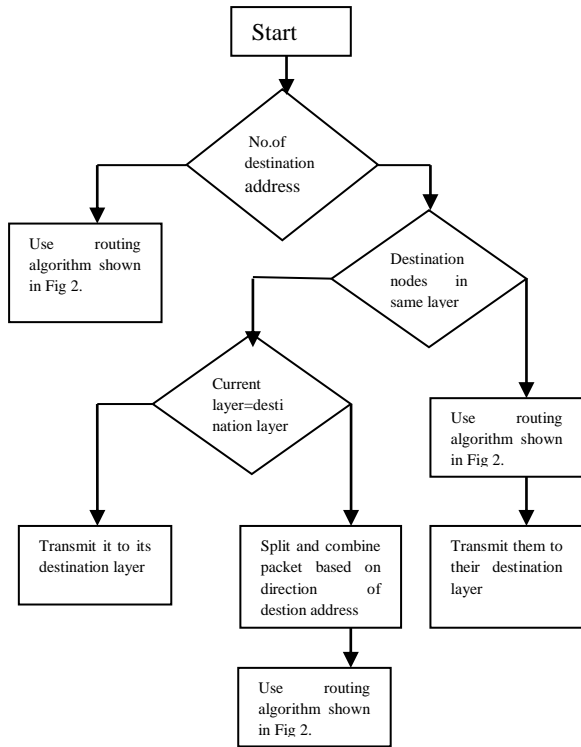 Start
No.of
destination
address
Use routing
algorithm shown
in Fig 2.
Destination
nodes in
same layer
Current
layer=desti
nation layer
Use routing
algorithm shown
in Fig 2.
Transmit it to its
destination layer
Split and combine
packet based on
direction of
destion address
Transmit them to
their destination
layer
Use routing
algorithm shown
in Fig 2.